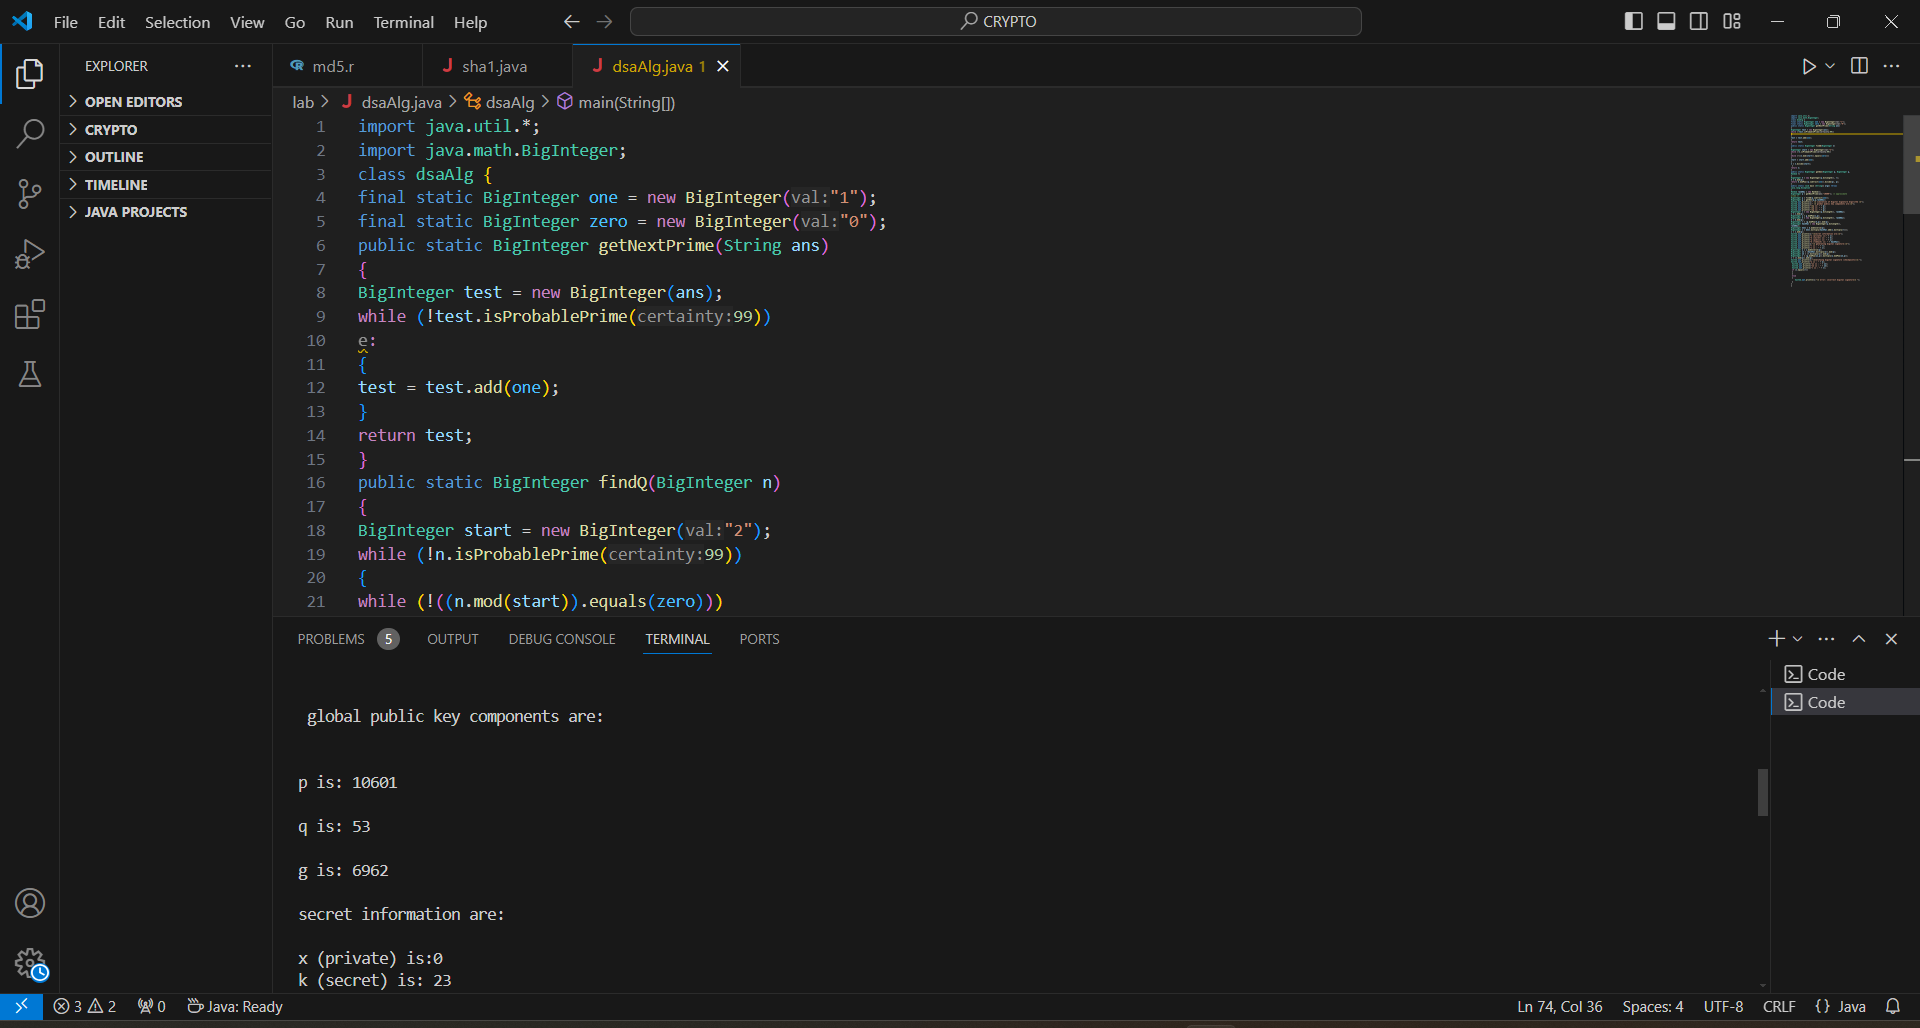 File Edit Selection View Go Run Terminal Help CRYPTO
EXPLORER
OPEN EDITORS
CRYPTO
OUTLINE
TIMELINE
JAVA PROJECTS
md5.r sha1.java dsaAlg.java 1
lab > dsaAlg.java > dsaAlg > main(String[])
1 import java.util.*;
2 import java.math.BigInteger;
3 class dsaAlg {
4 final static BigInteger one = new BigInteger(val:"1");
5 final static BigInteger zero = new BigInteger(val:"0");
6 public static BigInteger getNextPrime(String ans)
7 {
8 BigInteger test = new BigInteger(ans);
9 while (!test.isProbablePrime(certainty:99))
10 e:
11 {
12 test = test.add(one);
13 }
14 return test;
15 }
16 public static BigInteger findQ(BigInteger n)
17 {
18 BigInteger start = new BigInteger(val:"2");
19 while (!n.isProbablePrime(certainty:99))
20 {
21 while (!((n.mod(start)).equals(zero)))
PROBLEMS 5 OUTPUT DEBUG CONSOLE TERMINAL PORTS
Code
Code
global public key components are:
p is: 10601
q is: 53
g is: 6962
secret information are:
x (private) is:0
k (secret) is: 23
3 2 0 Java: Ready Ln 74, Col 36 Spaces: 4 UTF-8 CRLF {} Java